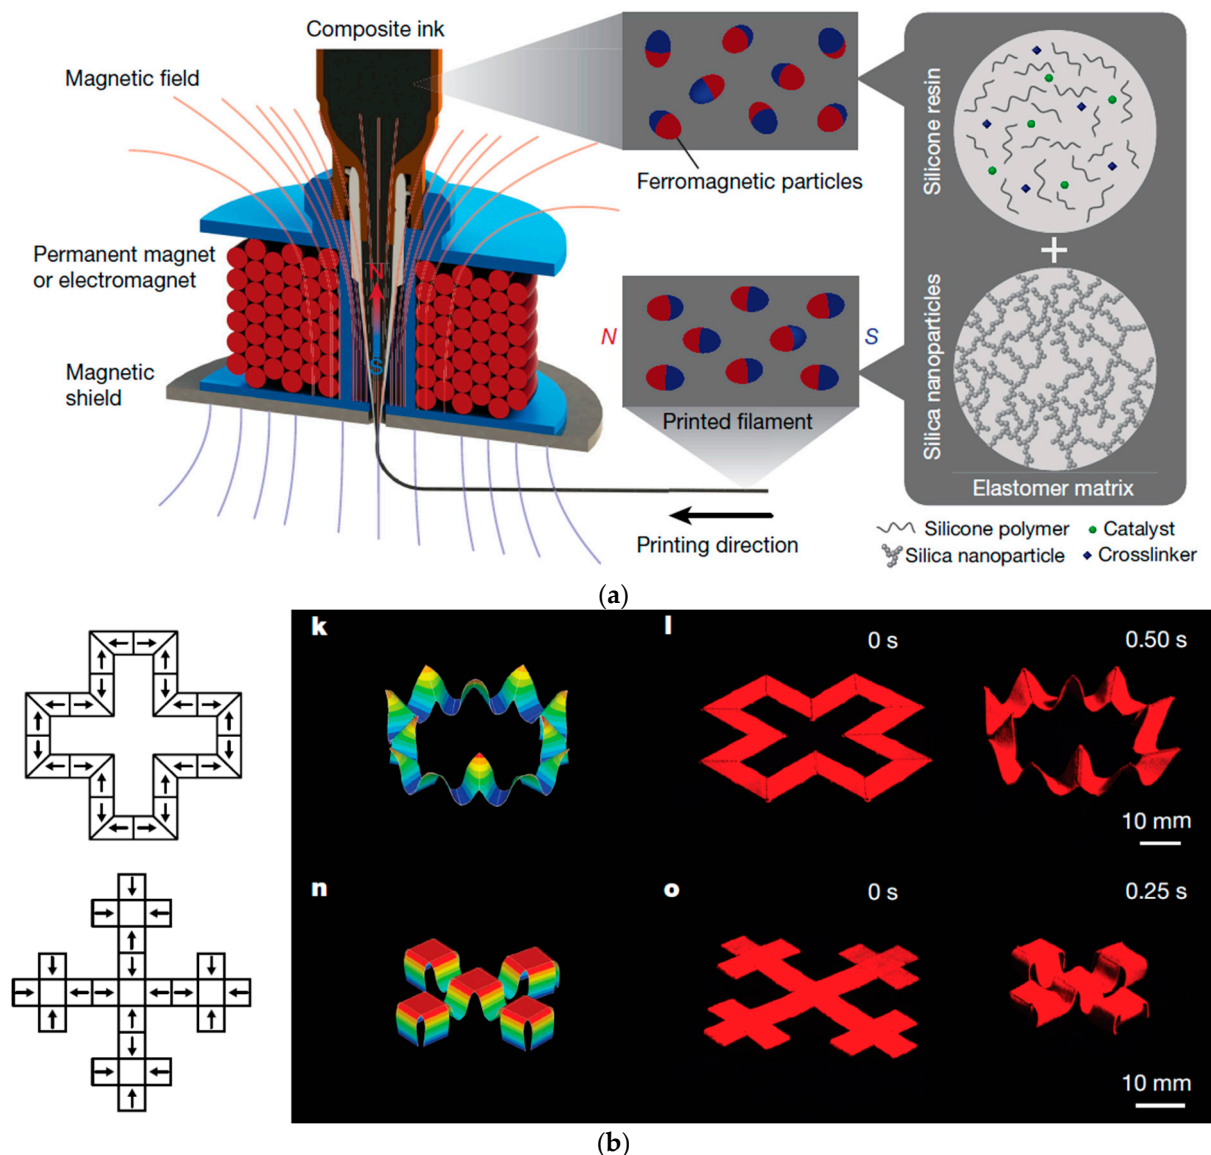 Composite ink
Magnetic field
Permanent magnet
or electromagnet
Magnetic
shield
N
S
Ferromagnetic particles
N
S
Printed filament
Printing direction
Silicone resin
+
Silica nanoparticles
Elastomer matrix
Silicone polymer
Catalyst
Silica nanoparticle
Crosslinker
(a)
k
l
0 s
0.50 s
10 mm
n
o
0 s
0.25 s
10 mm
(b)